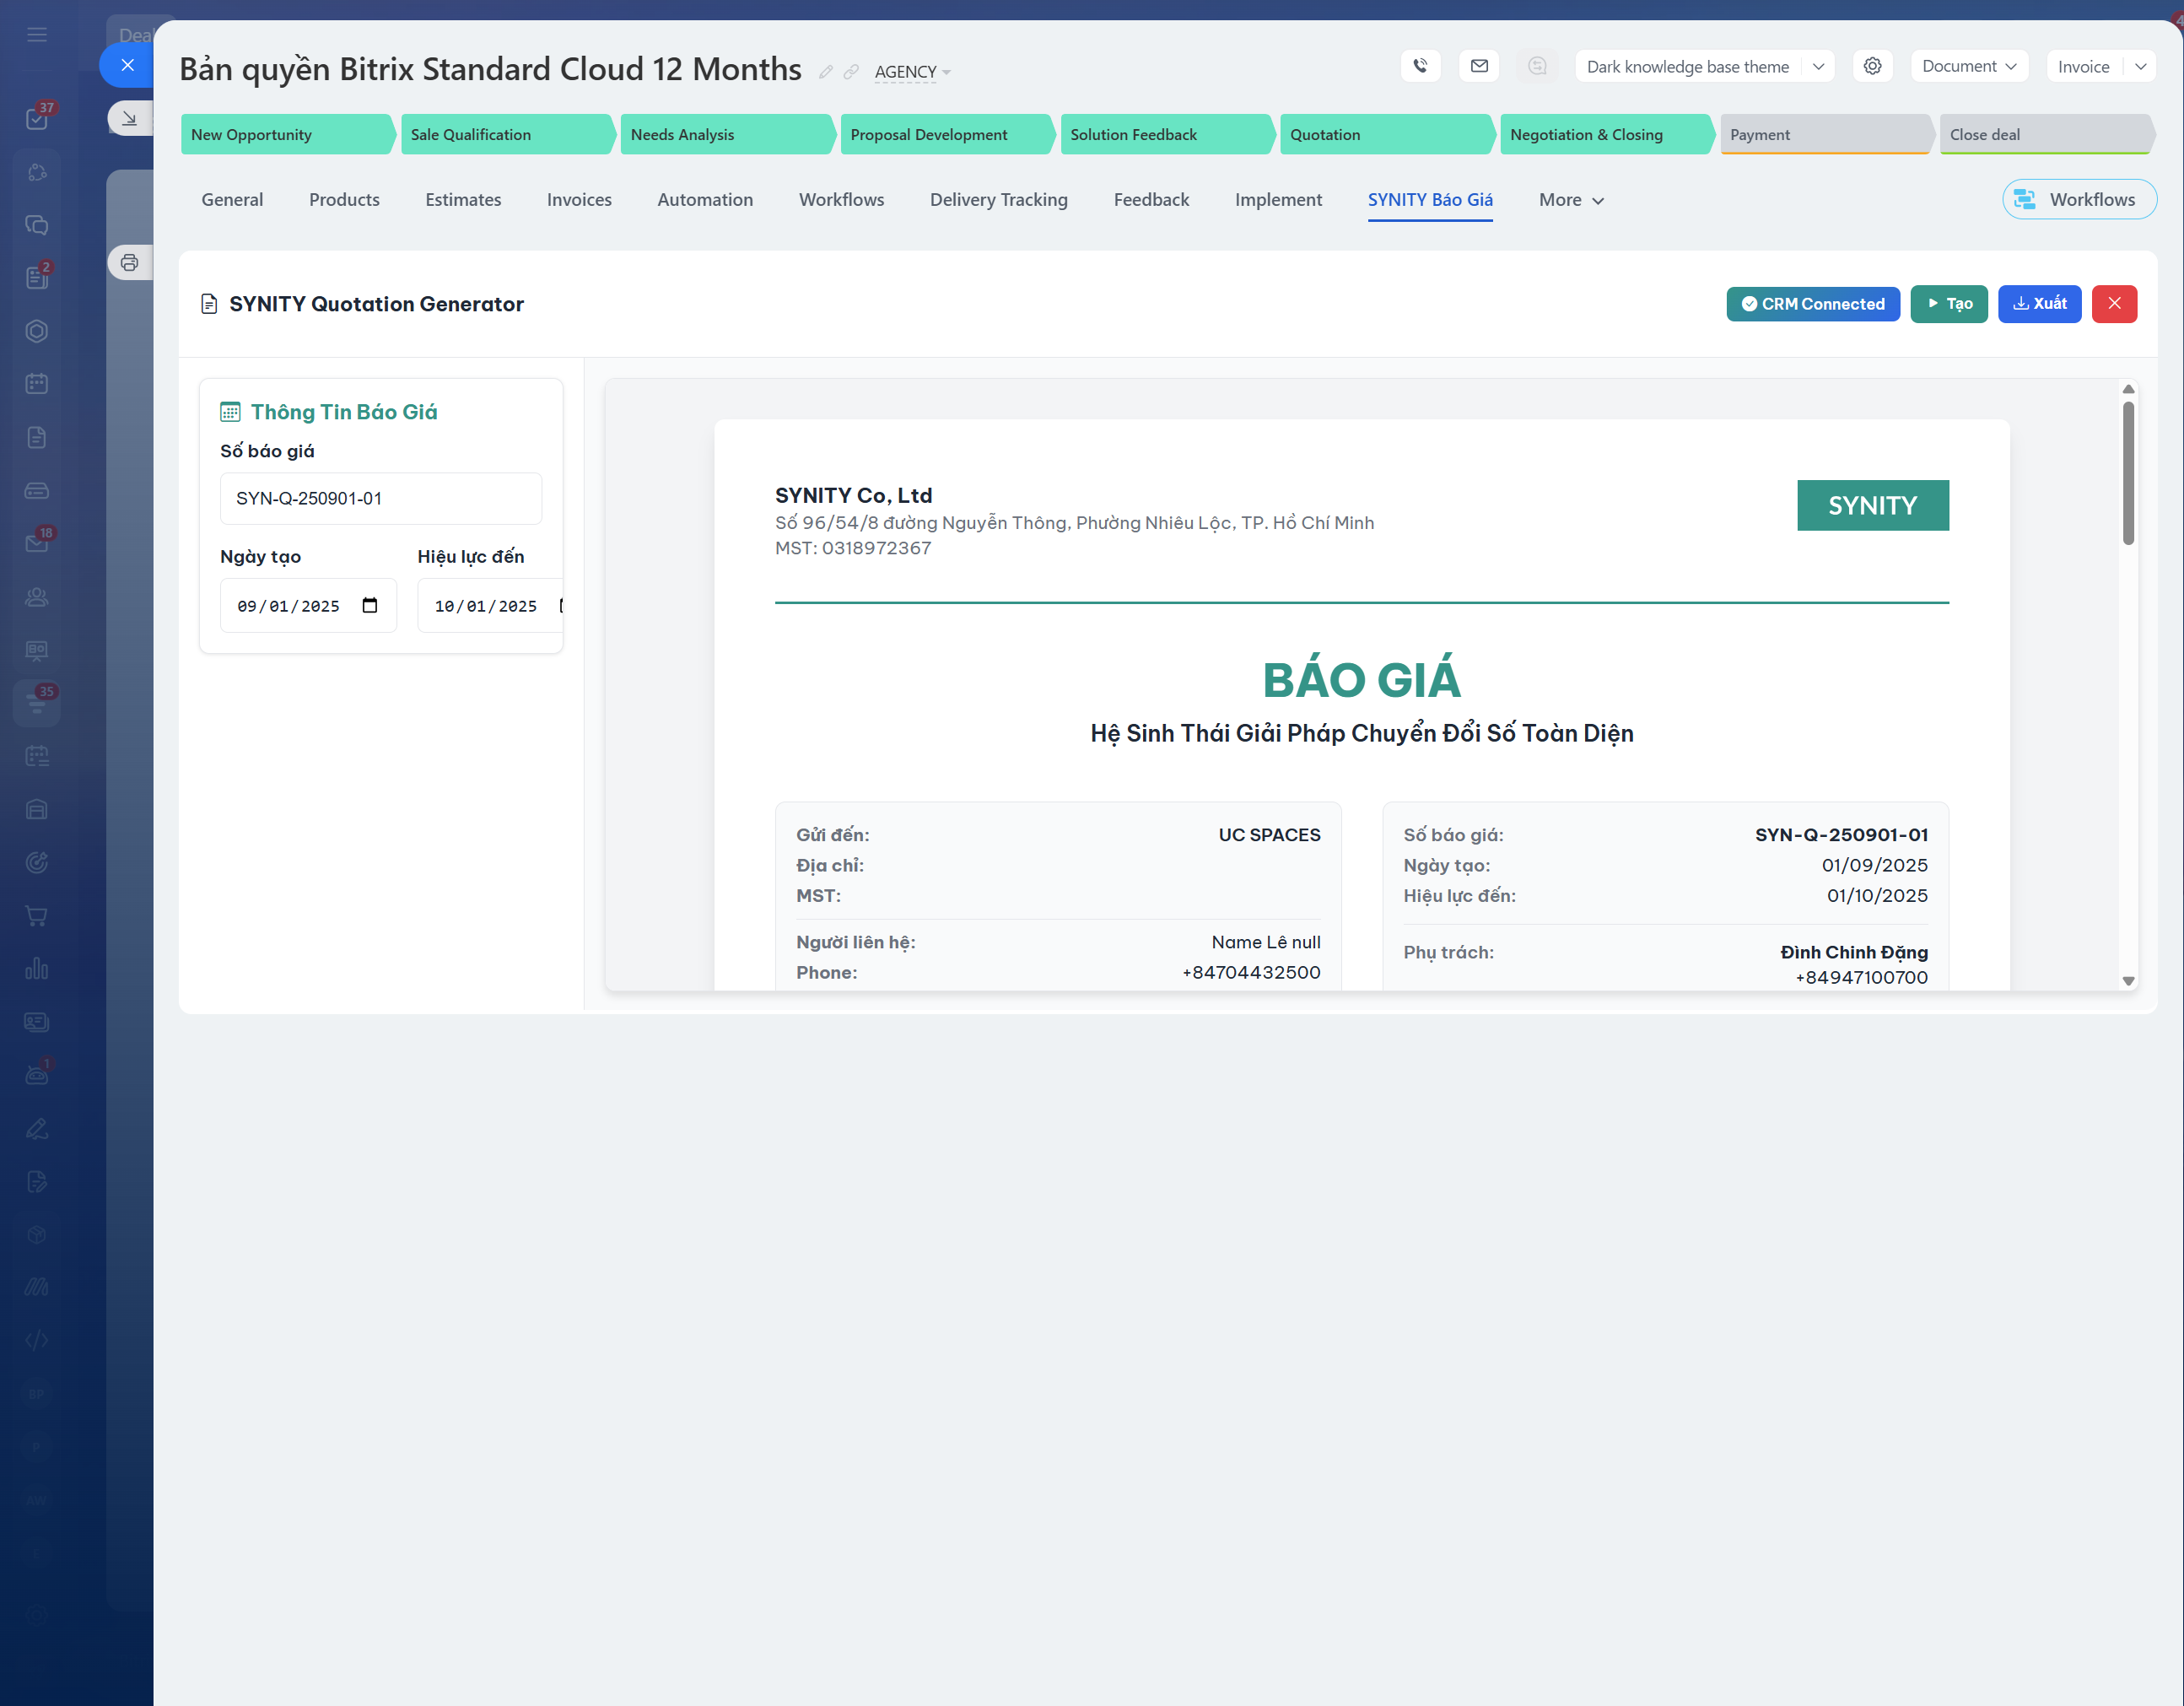 Deal
Bản quyền Bitrix Standard Cloud 12 Months
AGENCY
Dark knowledge base theme
Document
Invoice
4
New Opportunity
Sale Qualification
Needs Analysis
Proposal Development
Solution Feedback
Quotation
Negotiation & Closing
Payment
Close deal
General
Products
Estimates
Invoices
Automation
Workflows
Delivery Tracking
Feedback
Implement
SYNITY Báo Giá
More
Workflows
37
2
18
35
1
BP
P
AW
SYNITY Quotation Generator
CRM Connected
Tạo
Xuất
Thông Tin Báo Giá
Số báo giá
SYN-Q-250901-01
Ngày tạo
Hiệu lực đến
09/01/2025
10/01/2025
SYNITY Co, Ltd
Số 96/54/8 đường Nguyễn Thông, Phường Nhiêu Lộc, TP. Hồ Chí Minh
MST: 0318972367
SYNITY
BÁO GIÁ
Hệ Sinh Thái Giải Pháp Chuyển Đổi Số Toàn Diện
Gửi đến: UC SPACES
Địa chỉ:
MST:
Người liên hệ: Name Lê null
Phone: +84704432500
Số báo giá: SYN-Q-250901-01
Ngày tạo: 01/09/2025
Hiệu lực đến: 01/10/2025
Phụ trách: Đình Chinh Đặng
+84947100700